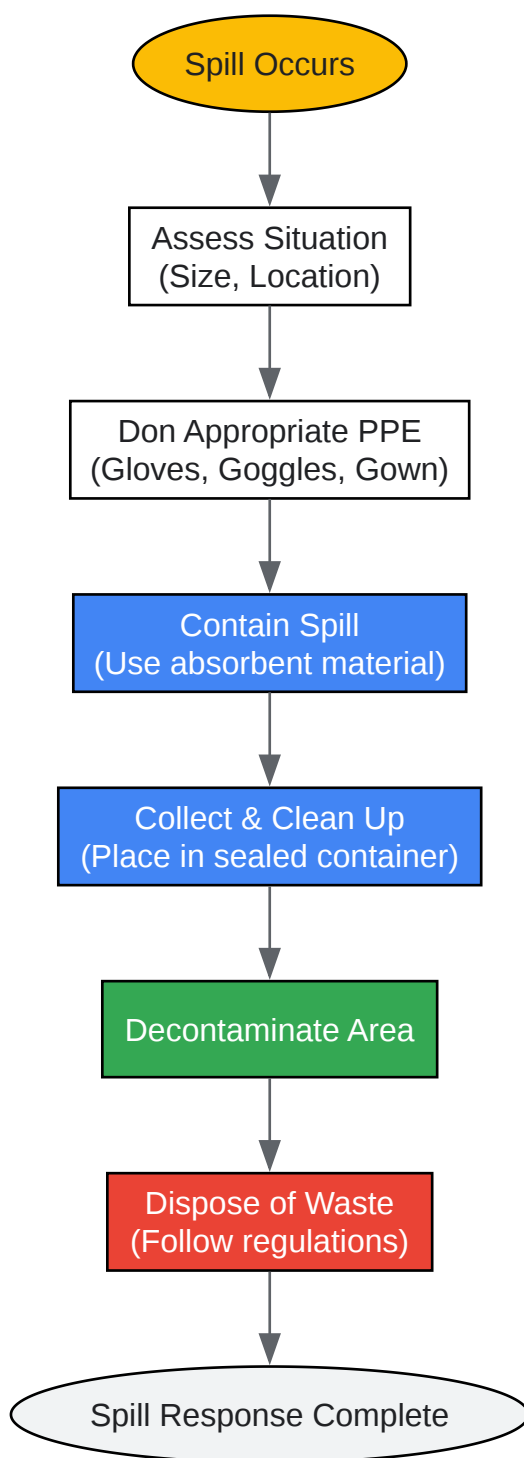 Spill Occurs
Assess Situation
(Size, Location)
Don Appropriate PPE
(Gloves, Goggles, Gown)
Contain Spill
(Use absorbent material)
Collect & Clean Up
(Place in sealed container)
Decontaminate Area
Dispose of Waste
(Follow regulations)
Spill Response Complete